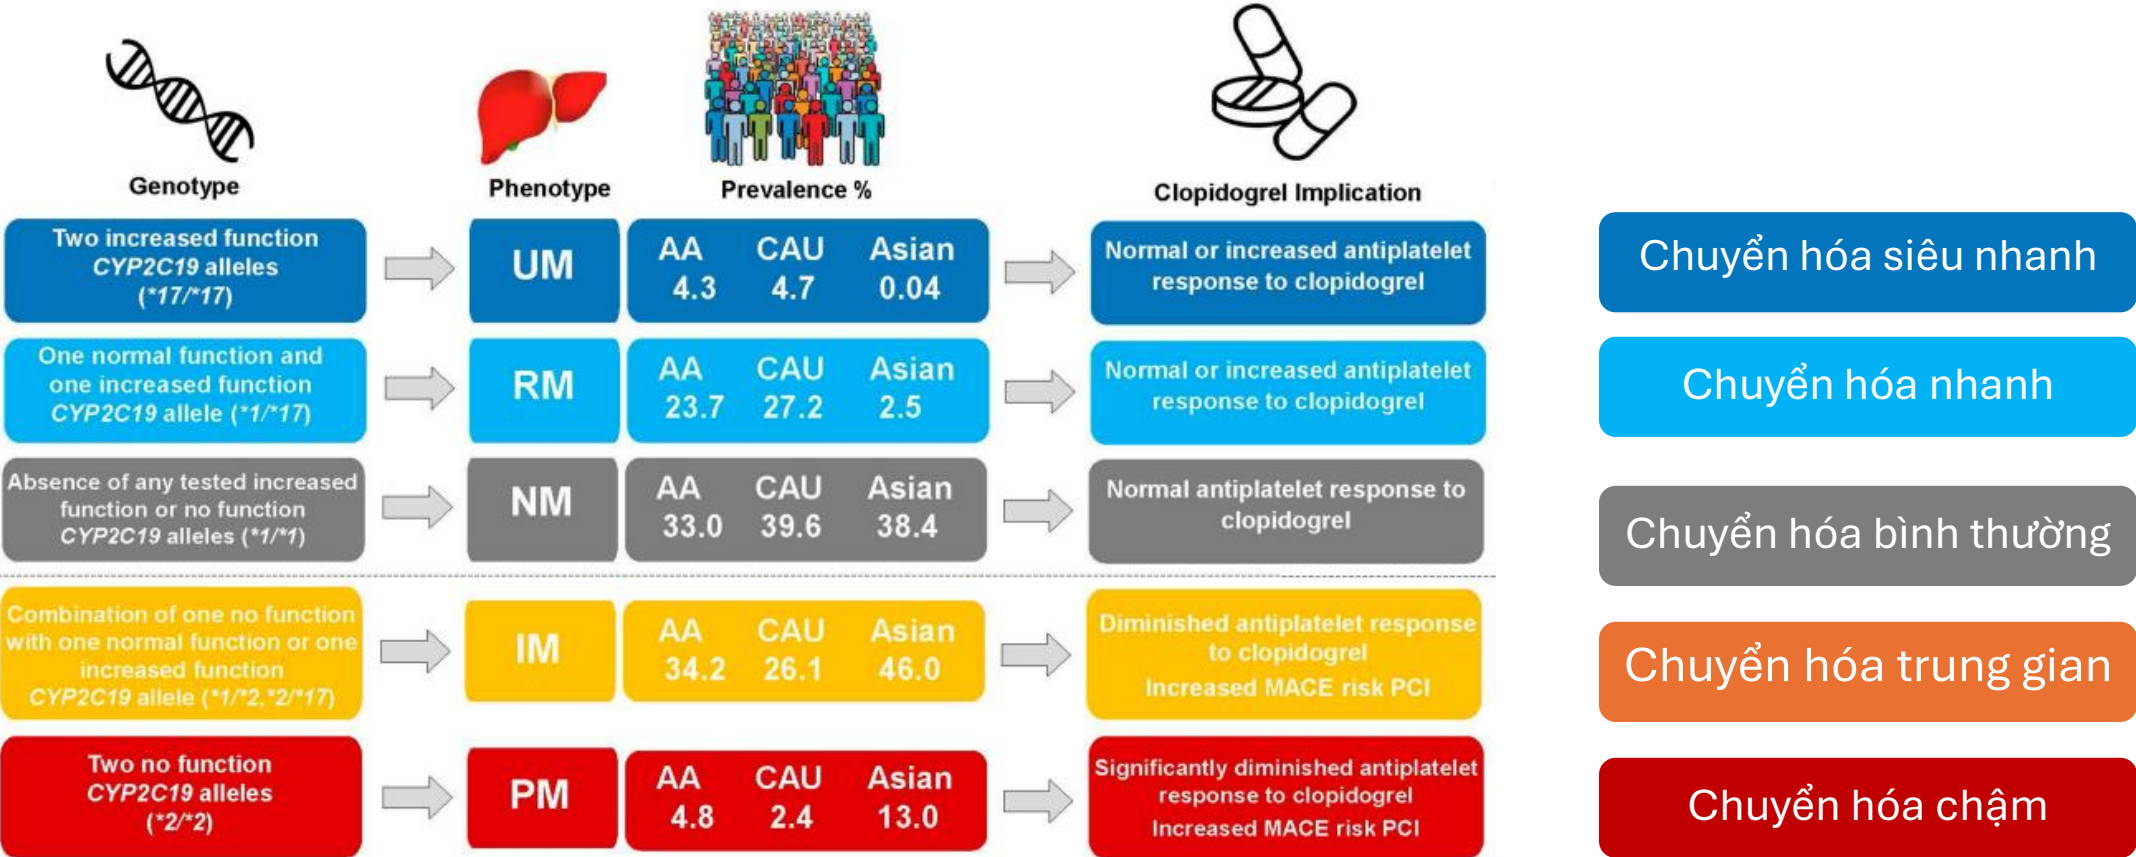 Genotype
Phenotype
Prevalence %
Clopidogrel Implication
Two increased function
CYP2C19 alleles
(*17/*17)
UM
AA CAU Asian
4.3 4.7 0.04
Normal or increased antiplatelet
response to clopidogrel
Chuyển hóa siêu nhanh
One normal function and
one increased function
CYP2C19 allele (*1/*17)
RM
AA CAU Asian
23.7 27.2 2.5
Normal or increased antiplatelet
response to clopidogrel
Chuyển hóa nhanh
Absence of any tested increased
function or no function
CYP2C19 alleles (*1/*1)
NM
AA CAU Asian
33.0 39.6 38.4
Normal antiplatelet response to
clopidogrel
Chuyển hóa bình thường
Combination of one no function
with one normal function or one
increased function
CYP2C19 allele (*1/*2,*2/*17)
IM
AA CAU Asian
34.2 26.1 46.0
Diminished antiplatelet response
to clopidogrel
Increased MACE risk PCI
Chuyển hóa trung gian
Two no function
CYP2C19 alleles
(*2/*2)
PM
AA CAU Asian
4.8 2.4 13.0
Significantly diminished antiplatelet
response to clopidogrel
Increased MACE risk PCI
Chuyển hóa chậm